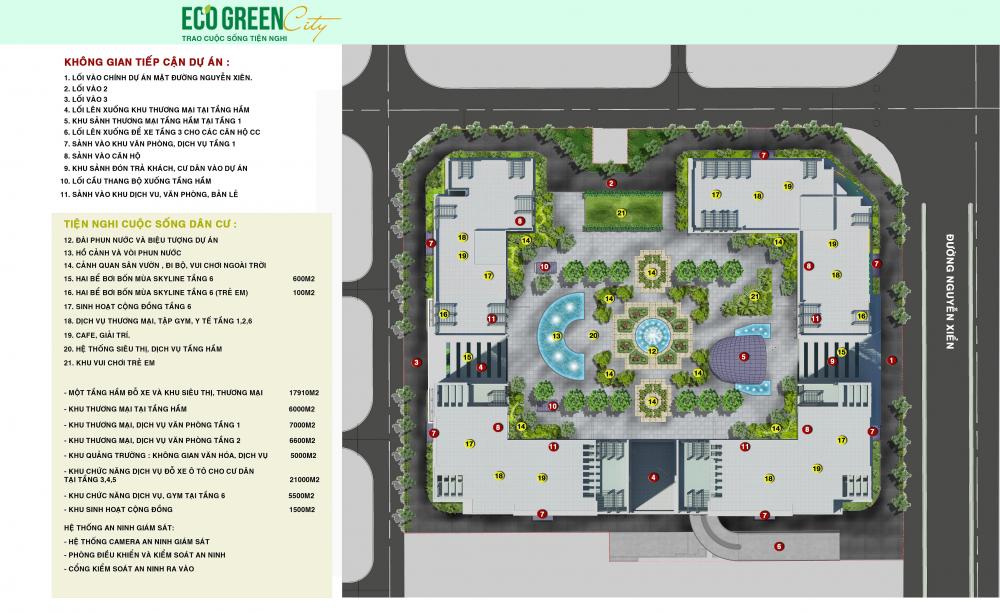 ECO GREEN City
TRAO CUỘC SỐNG TIỆN NGHI
KHÔNG GIAN TIẾP CẬN DỰ ÁN :
1. LỐI VÀO CHÍNH DỰ ÁN MẶT ĐƯỜNG NGUYỄN XIỂN.
2. LỐI VÀO 2
3. LỐI VÀO 3
4. LỐI LÊN XUỐNG KHU THƯƠNG MẠI TẠI TẦNG HẦM
5. KHU SẢNH THƯƠNG MẠI TẦNG HẦM TẠI TẦNG 1
6. LỐI LÊN XUỐNG ĐỂ XE TẦNG 3 CHO CÁC CĂN HỘ CC
7. SẢNH VÀO KHU VĂN PHÒNG, DỊCH VỤ TẦNG 1
8. SẢNH VÀO CĂN HỘ
9. KHU SẢNH ĐÓN TRẢ KHÁCH, CƯ DÂN VÀO DỰ ÁN
10. LỐI CẦU THANG BỘ XUỐNG TẦNG HẦM
11. SẢNH VÀO KHU DỊCH VỤ, VĂN PHÒNG, BÁN LẺ
TIỆN NGHI CUỘC SỐNG DÂN CƯ :
12. ĐÀI PHUN NƯỚC VÀ BIỂU TƯỢNG DỰ ÁN
13. HỒ CẢNH VÀ VÒI PHUN NƯỚC
14. CẢNH QUAN SÂN VƯỜN , ĐI BỘ, VUI CHƠI NGOÀI TRỜI
15. HAI BỂ BƠI BỐN MÙA SKYLINE TẦNG 6 600M2
16. HAI BỂ BƠI BỐN MÙA SKYLINE TẦNG 6 (TRẺ EM) 100M2
17. SINH HOẠT CỘNG ĐỒNG TẦNG 6
18. DỊCH VỤ THƯƠNG MẠI, TẬP GYM, Y TẾ TẦNG 1,2,6
19. CAFE, GIẢI TRÍ.
20. HỆ THỐNG SIÊU THỊ, DỊCH VỤ TẦNG HẦM
21. KHU VUI CHƠI TRẺ EM
- MỘT TẦNG HẦM ĐỖ XE VÀ KHU SIÊU THỊ, THƯƠNG MẠI 17910M2
- KHU THƯƠNG MẠI TẠI TẦNG HẦM 6000M2
- KHU THƯƠNG MẠI, DỊCH VỤ VĂN PHÒNG TẦNG 1 7000M2
- KHU THƯƠNG MẠI, DỊCH VỤ VĂN PHÒNG TẦNG 2 6600M2
- KHU QUẢNG TRƯỜNG : KHÔNG GIAN VĂN HÓA, DỊCH VỤ 5000M2
- KHU CHỨC NĂNG DỊCH VỤ ĐỖ XE Ô TÔ CHO CƯ DÂN
TẠI TẦNG 3,4,5 21000M2
- KHU CHỨC NĂNG DỊCH VỤ, GYM TẠI TẦNG 6 5500M2
- KHU SINH HOẠT CỘNG ĐỒNG 1500M2
HỆ THỐNG AN NINH GIÁM SÁT:
- HỆ THỐNG CAMERA AN NINH GIÁM SÁT
- PHÒNG ĐIỀU KHIỂN VÀ KIỂM SOÁT AN NINH
- CỔNG KIỂM SOÁT AN NINH RA VÀO
7
2
19
17 18
21
8
18 14 14 19
7 19 10 8 7
17 14 18
14 21 14
16 11 11 16
13 20
12
15 5 15
3 4 9 1
14 14
14
10
7 8 14 14 8 7
17 11 11 17
19
18 19 4 18
7 7
6
ĐƯỜNG NGUYỄN XIỂN